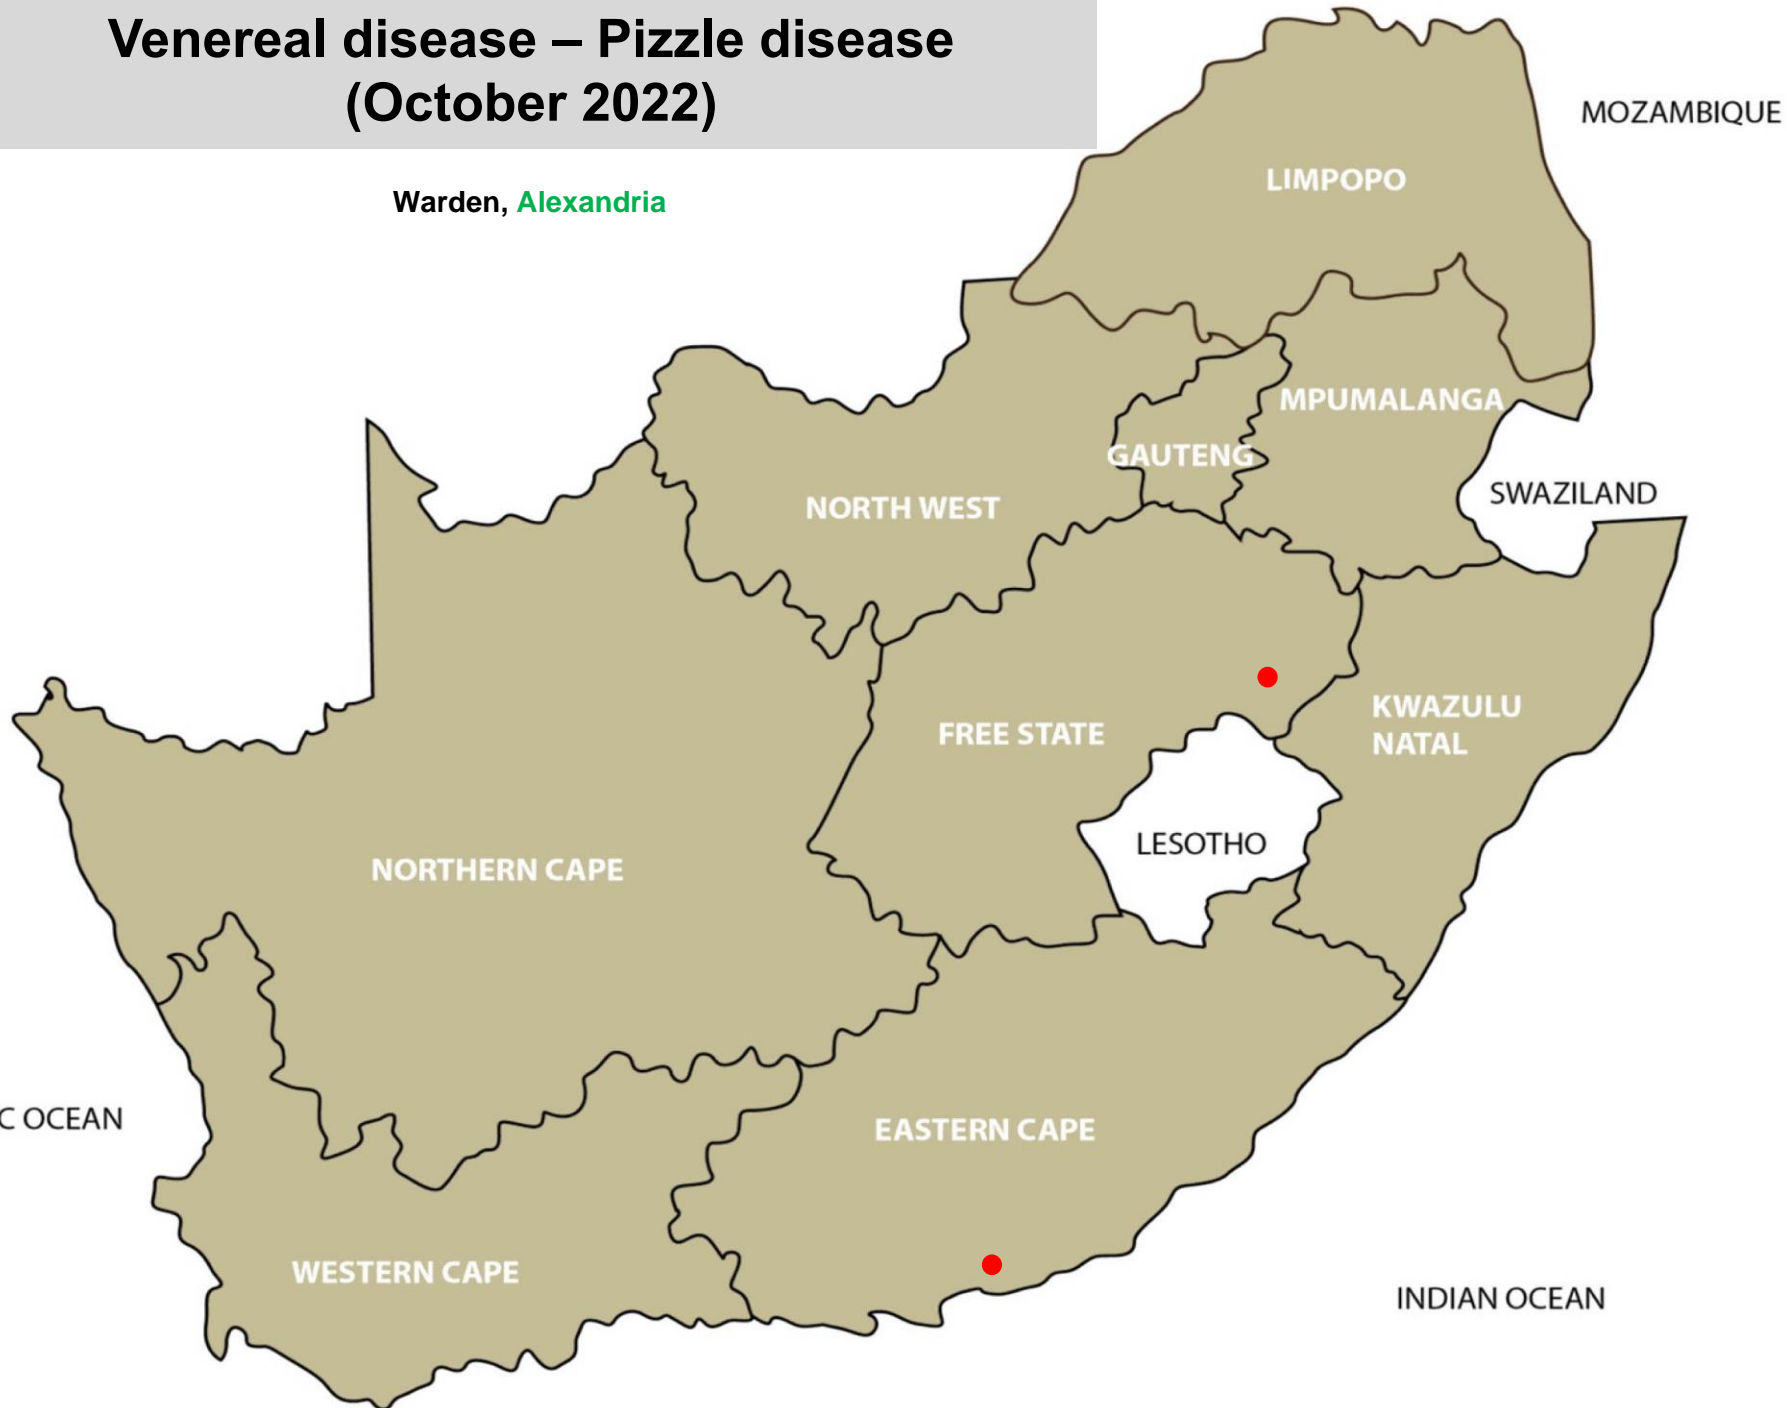 Venereal disease – Pizzle disease
(October 2022)
Warden, Alexandria
MOZAMBIQUE
LIMPOPO
MPUMALANGA
GAUTENG
SWAZILAND
NORTH WEST
KWAZULU
NATAL
FREE STATE
LESOTHO
NORTHERN CAPE
C OCEAN
EASTERN CAPE
WESTERN CAPE
INDIAN OCEAN